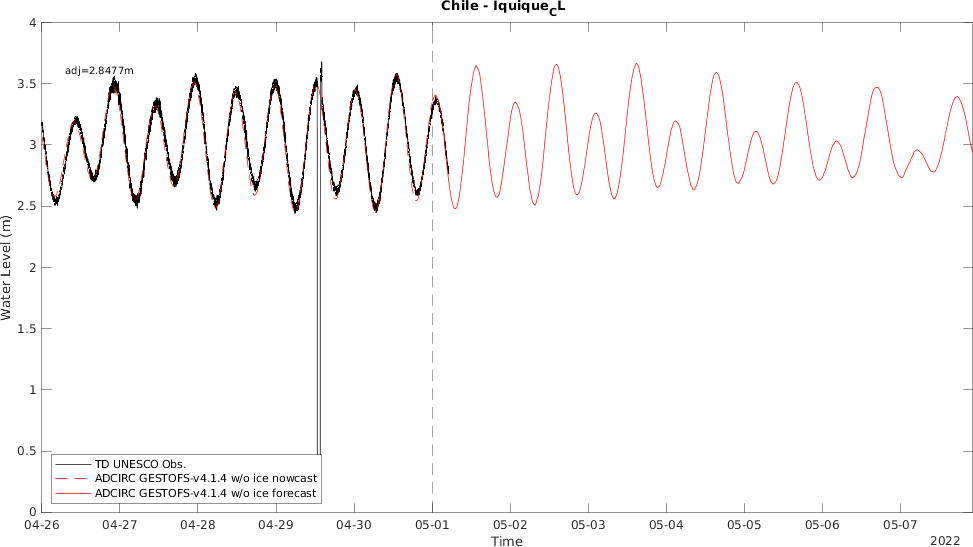 Chile - Iquique_CL
adj=2.8477m
4
3.5
3
2.5
2
1.5
1
0.5
0
Water Level (m)
TD UNESCO Obs.
ADCIRC GESTOFS-v4.1.4 w/o ice nowcast
ADCIRC GESTOFS-v4.1.4 w/o ice forecast
04-26 04-27 04-28 04-29 04-30 05-01 05-02 05-03 05-04 05-05 05-06 05-07
Time
2022